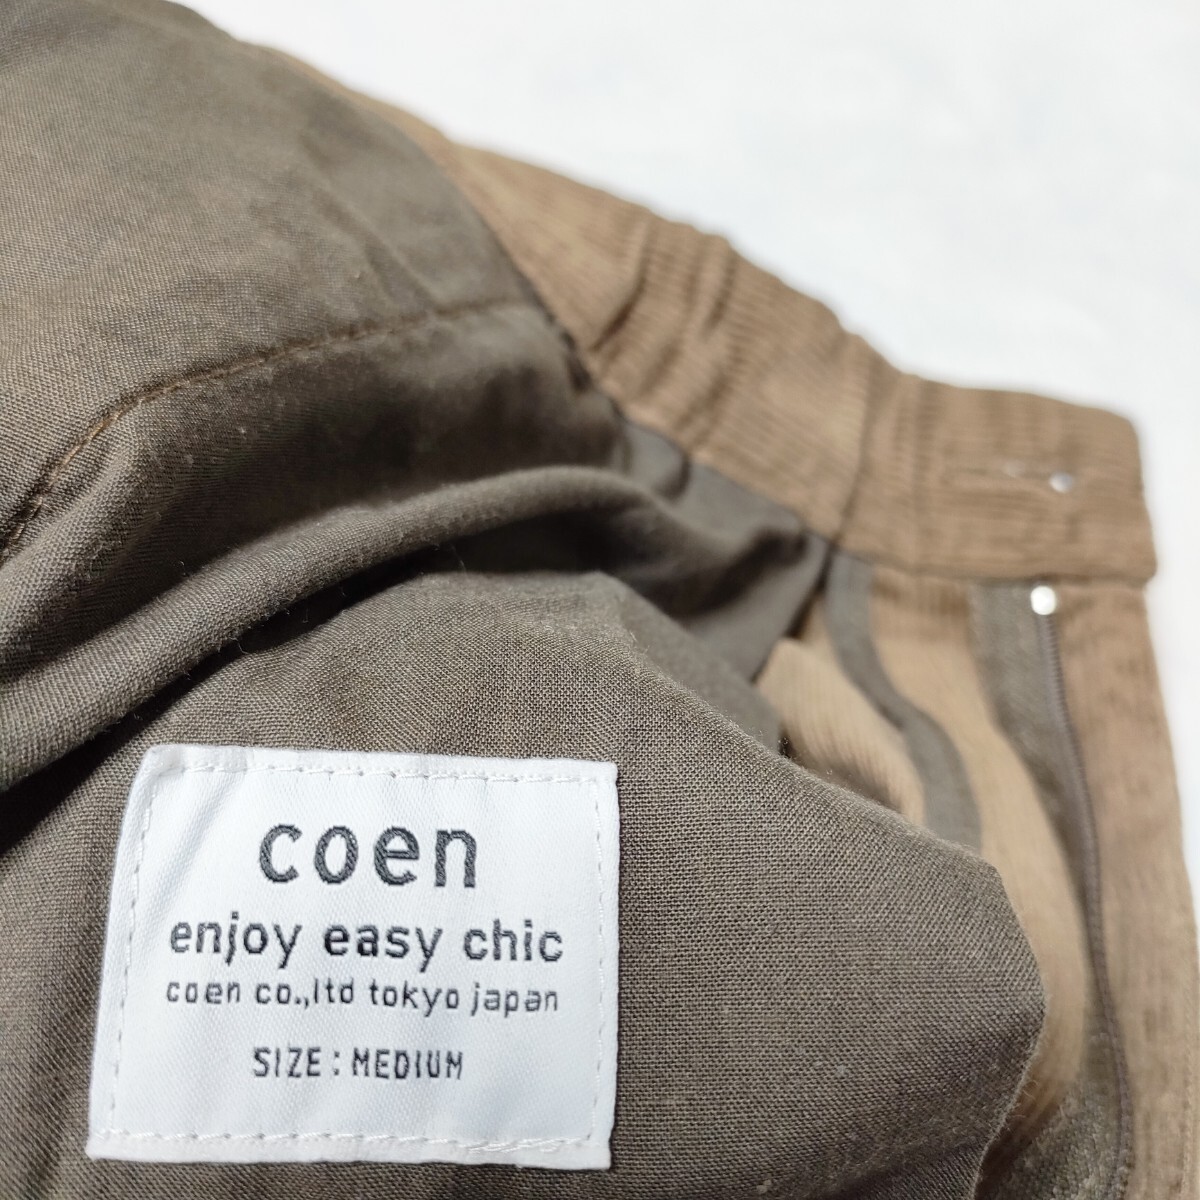 coen
enjoy easy chic
coen co.,ltd tokyo japan
SIZE : MEDIUM